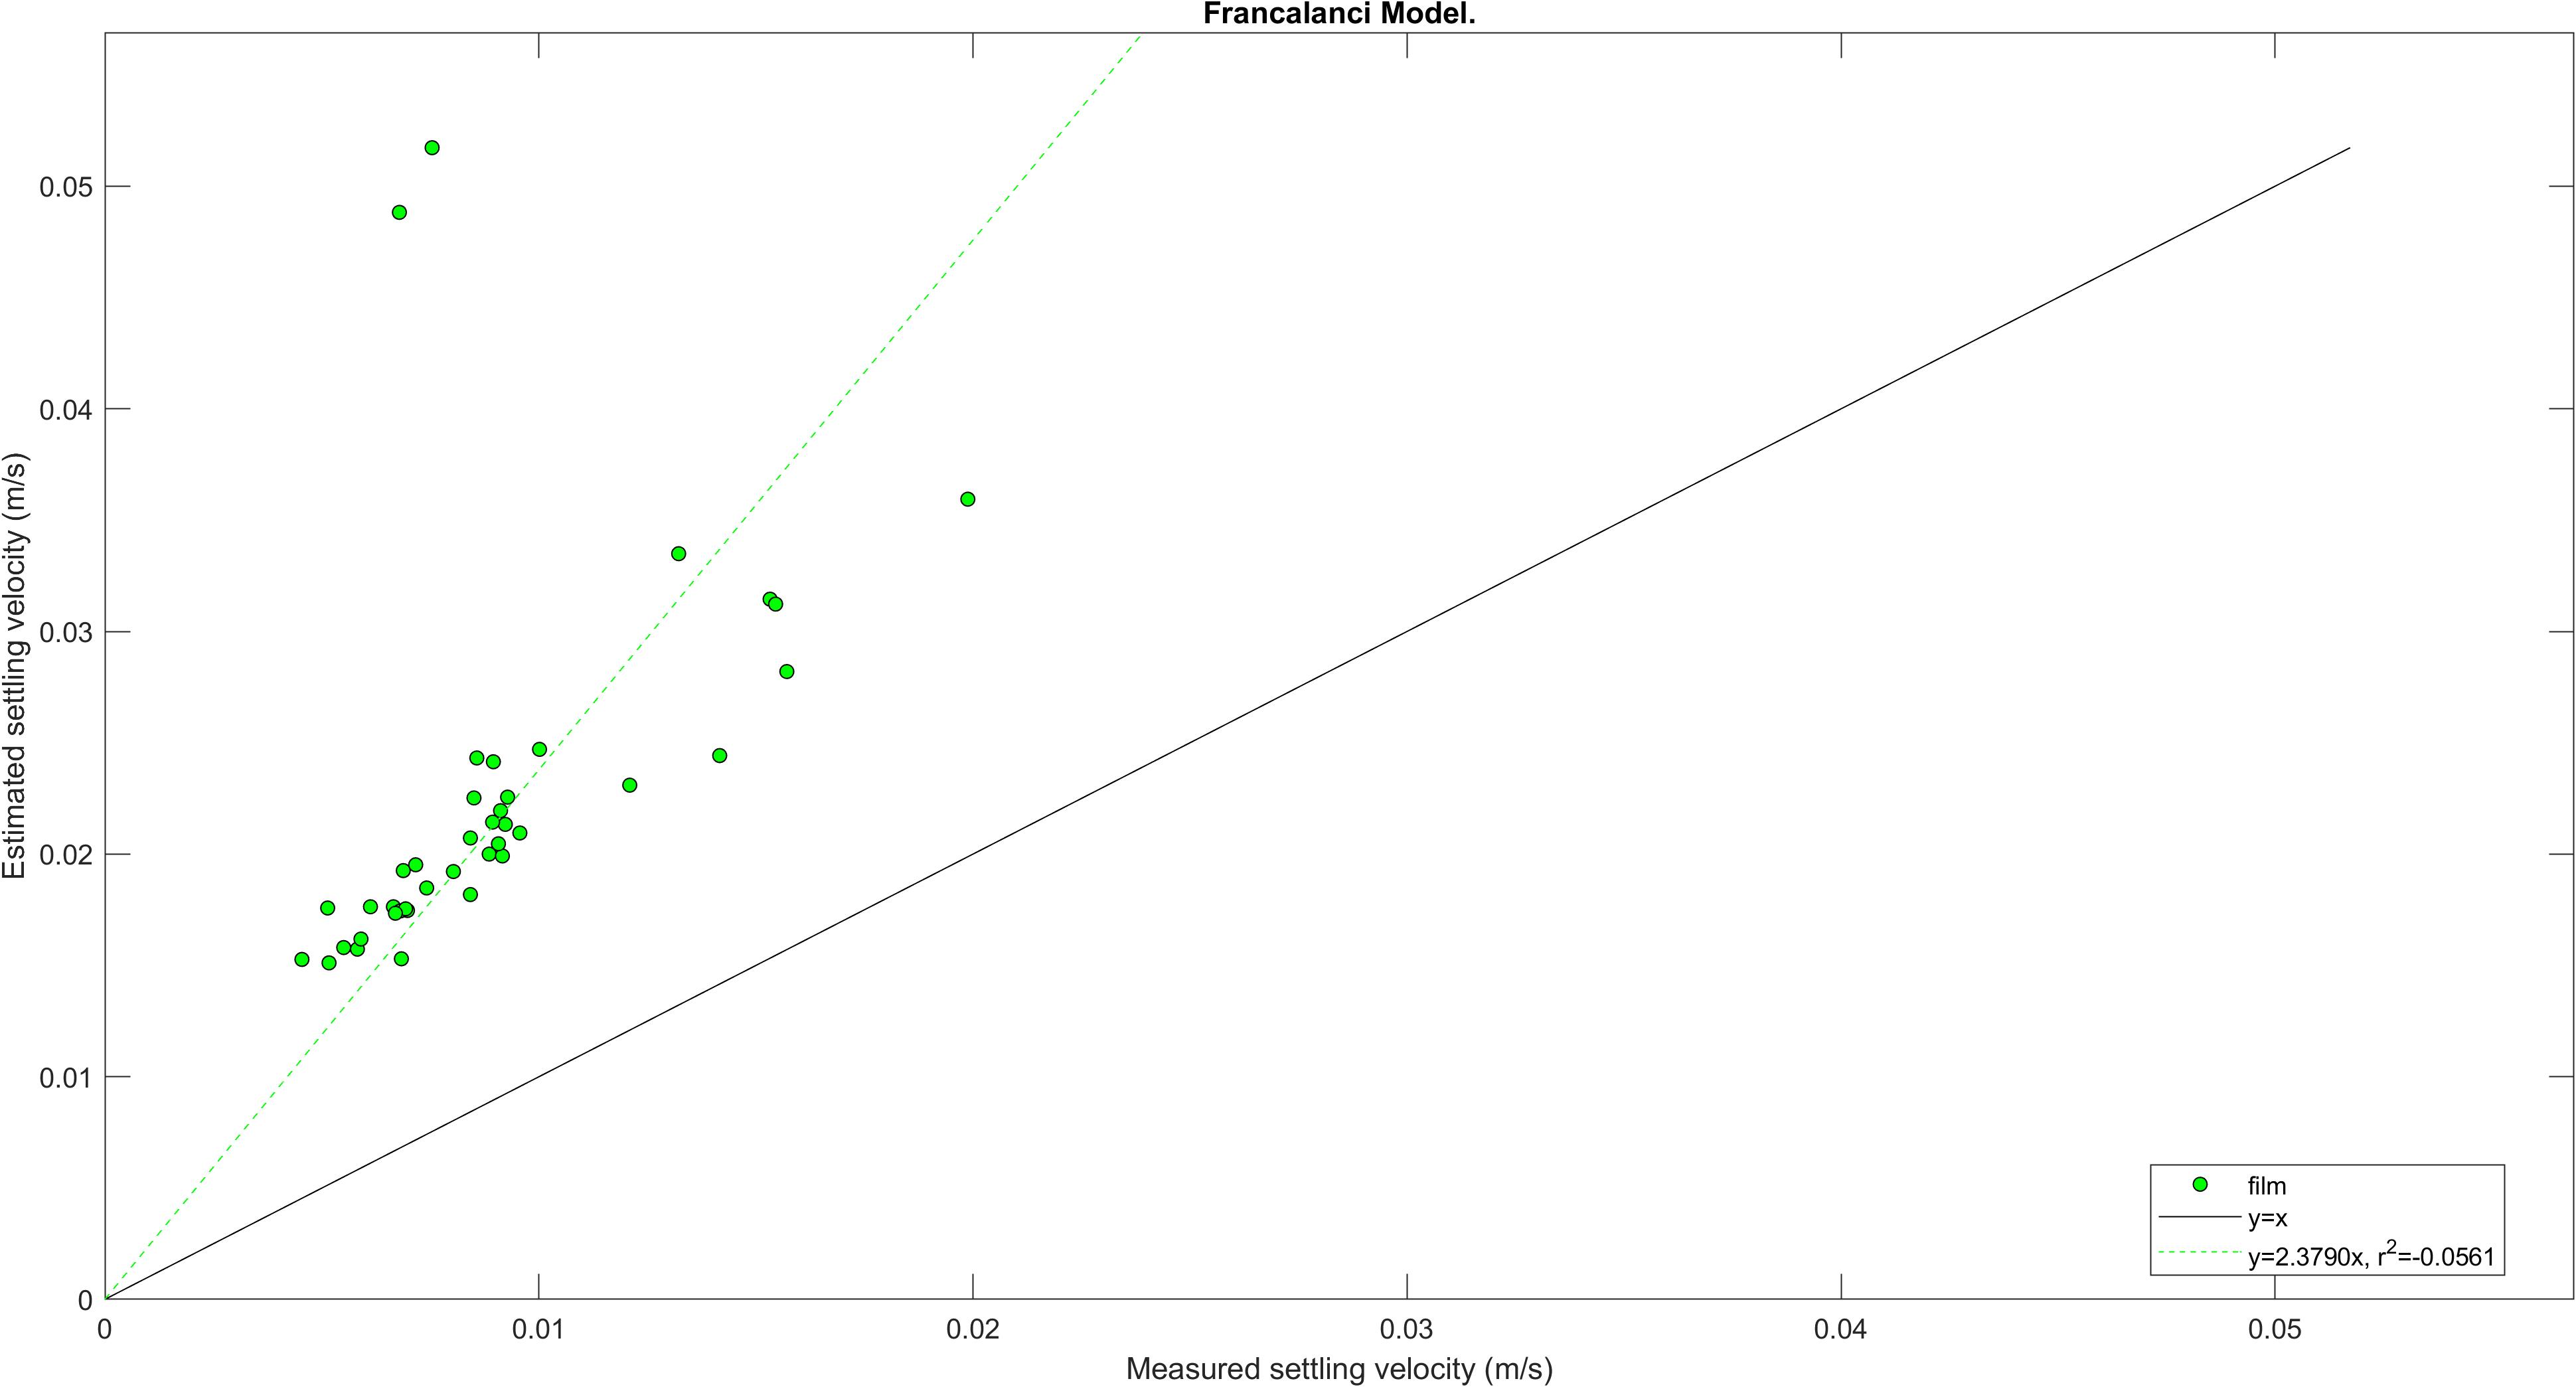 Francalanci Model.
Estimated settling velocity (m/s)
0.05
0.04
0.03
0.02
0.01
0
film
y=x
y=2.3790x, r²=-0.0561
0 0.01 0.02 0.03 0.04 0.05
Measured settling velocity (m/s)